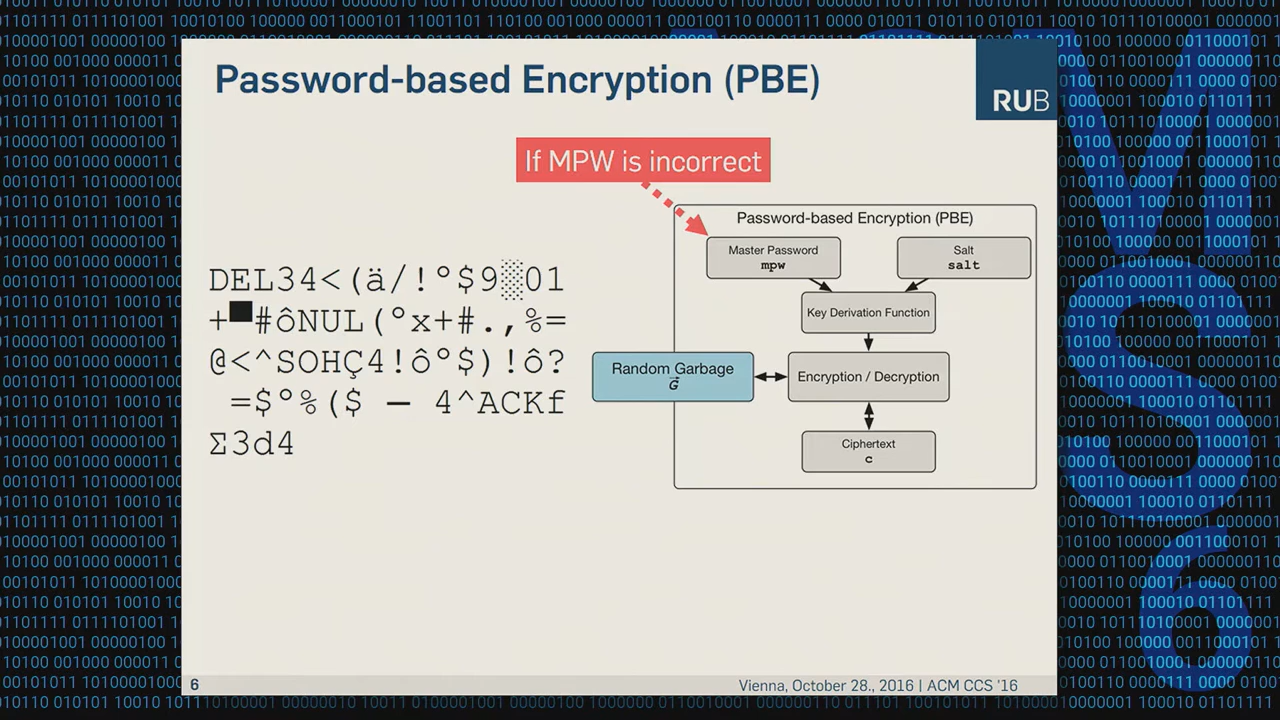 Password-based Encryption (PBE)
RUB
If MPW is incorrect
Password-based Encryption (PBE)
Master Password
mpw
Salt
salt
Key Derivation Function
DEL34<(ä/!°$9▒01
+■#ôNUL(°x+#.,%=
@<^SOHÇ4!ô°$)!ô?
=$°%($ – 4^ACKf
Σ3d4
Random Garbage
G
Encryption / Decryption
Ciphertext
c
6
Vienna, October 28., 2016 | ACM CCS '16